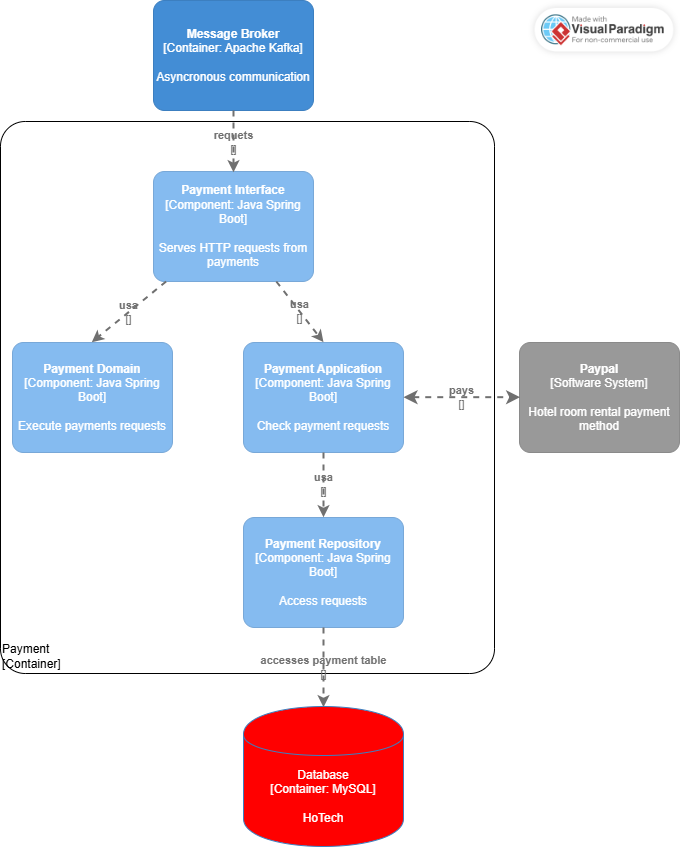 Message Broker
[Container: Apache Kafka]
Asyncronous communication
Made with
Visual Paradigm
For non-commercial use
requets
Payment Interface
[Component: Java Spring
Boot]
Serves HTTP requests from
payments
usa
usa
Payment Domain
[Component: Java Spring
Boot]
Execute payments requests
Payment Application
[Component: Java Spring
Boot]
Check payment requests
pays
Paypal
[Software System]
Hotel room rental payment
method
usa
Payment Repository
[Component: Java Spring
Boot]
Access requests
Payment
[Container]
accesses payment table
Database
[Container: MySQL]
HoTech